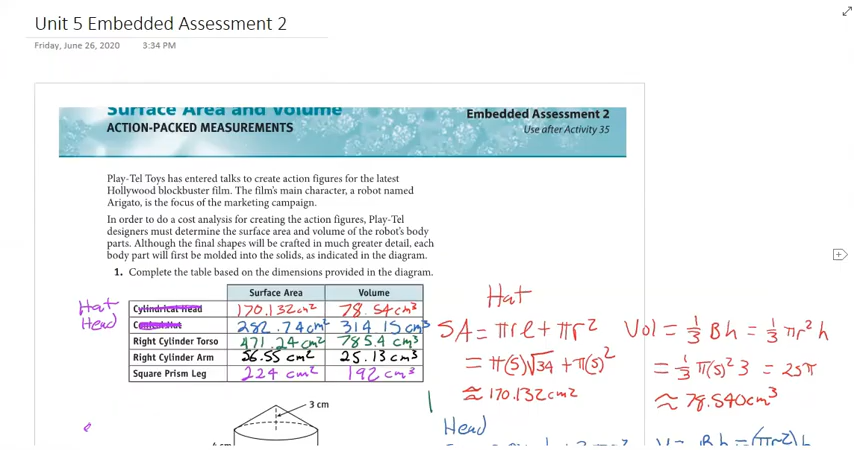 Unit 5 Embedded Assessment 2
Friday, June 26, 2020 3:34 PM
Surface Area and Volume
ACTION-PACKED MEASUREMENTS
Embedded Assessment 2
Use after Activity 35
Play-Tel Toys has entered talks to create action figures for the latest
Hollywood blockbuster film. The film's main character, a robot named
Arigato, is the focus of the marketing campaign.
In order to do a cost analysis for creating the action figures, Play-Tel
designers must determine the surface area and volume of the robot's body
parts. Although the final shapes will be crafted in much greater detail, each
body part will first be molded into the solids, as indicated in the diagram.
1. Complete the table based on the dimensions provided in the diagram.
Surface Area Volume
Hat Cylindrical Head 170.132cm² 78.54cm³
Head 282.74cm² 314.15cm³
Right Cylinder Torso 471.24cm² 785.4cm³
Right Cylinder Arm 56.55 cm² 25.13cm³
Square Prism Leg 224 cm² 192 cm³
3 cm
Hat
SA = πrl + πr²
= π(5)√34 + π(5)²
≈ 170.132cm2
Vol = 1/3 Bh = 1/3 πr²h
= 1/3 π(5)² 3 = 25π
≈ 78.540cm³
Head
V = Bh = (πr²)h